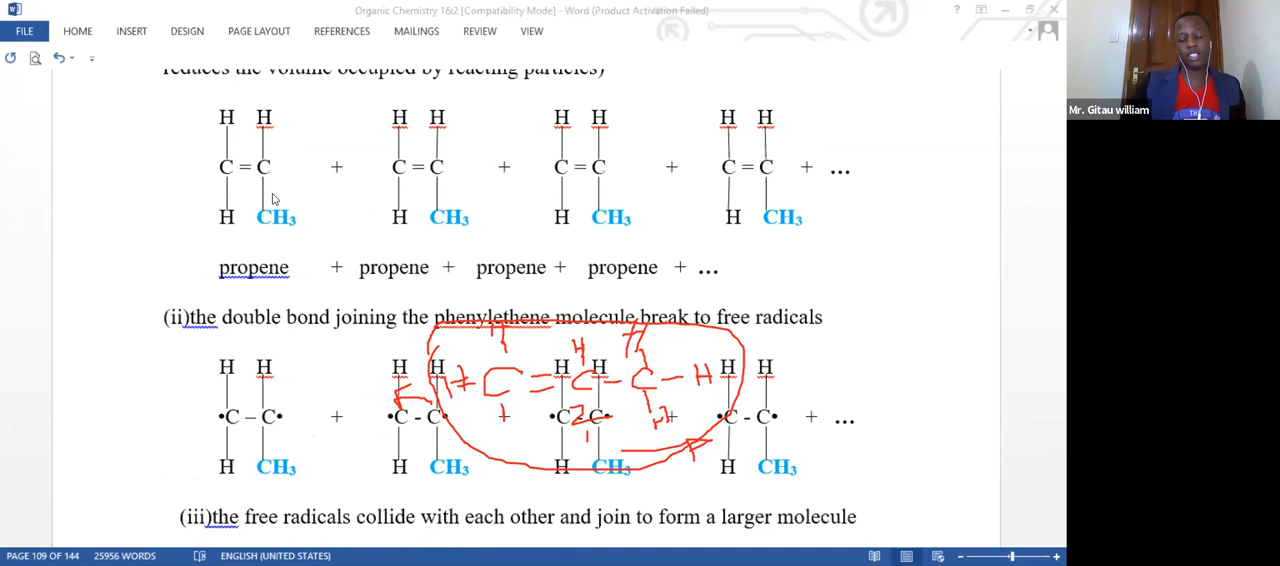 Organic Chemistry 1&2 [Compatibility Mode] - Word (Product Activation Failed)
FILE HOME INSERT DESIGN PAGE LAYOUT REFERENCES MAILINGS REVIEW VIEW
Mr. Gitau william
reduces the volume occupied by reacting particles)
H H H H H H H H
C = C + C = C + C = C + C = C + ...
H CH₃ H CH₃ H CH₃ H CH₃
propene + propene + propene + propene + ...
(ii)the double bond joining the phenylethene molecule break to free radicals
H H H H
H H H H H H H H
C = C - C - H
•C – C• + •C - C• + •C - C• + •C - C• + ...
H CH₃ H CH₃ H CH₃ H CH₃
(iii)the free radicals collide with each other and join to form a larger molecule
PAGE 109 OF 144 25956 WORDS ENGLISH (UNITED STATES)